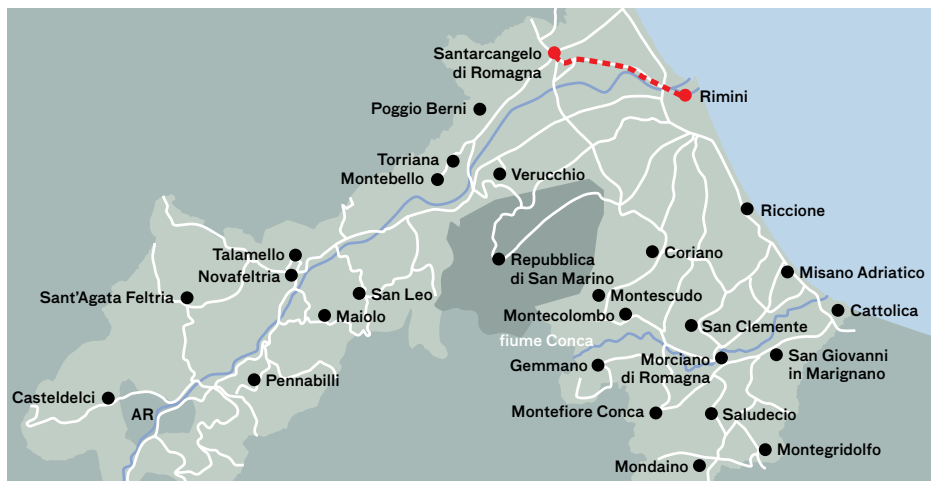 Santarcangelo
di Romagna
Rimini
Poggio Berni
Torriana
Montebello
Verucchio
Riccione
Talamello
Novafeltria
Repubblica
di San Marino
Coriano
Misano Adriatico
Sant'Agata Feltria
San Leo
Maiolo
Montescudo
Montecolombo
Cattolica
San Clemente
fiume Conca
Gemmano
Morciano
di Romagna
San Giovanni
in Marignano
Pennabilli
Casteldelci
AR
Montefiore Conca
Saludecio
Montegridolfo
Mondaino